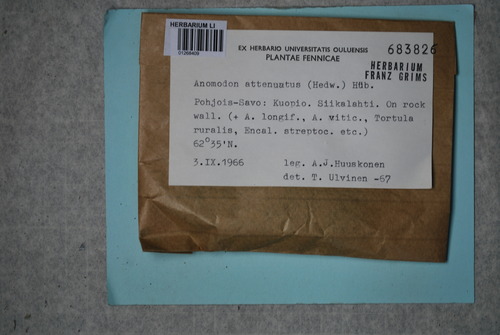 HERBARIUM LI
EX HERBARIO UNIVERSITATIS OULUENSIS
683826
PLANTAE FENNICAE
HERBARIUM
FRANZ GRIMS
Anomodon attenuatus (Hedw.) Hüb.
Pohjois-Savo: Kuopio. Siikalahti. On rock
wall. (+ A. longif., A. vitic., Tortula
ruralis, Encal. streptoc. etc.)
62°35'N.
3.IX.1966 leg. A.J.Huuskonen
det. T. Ulvinen -67